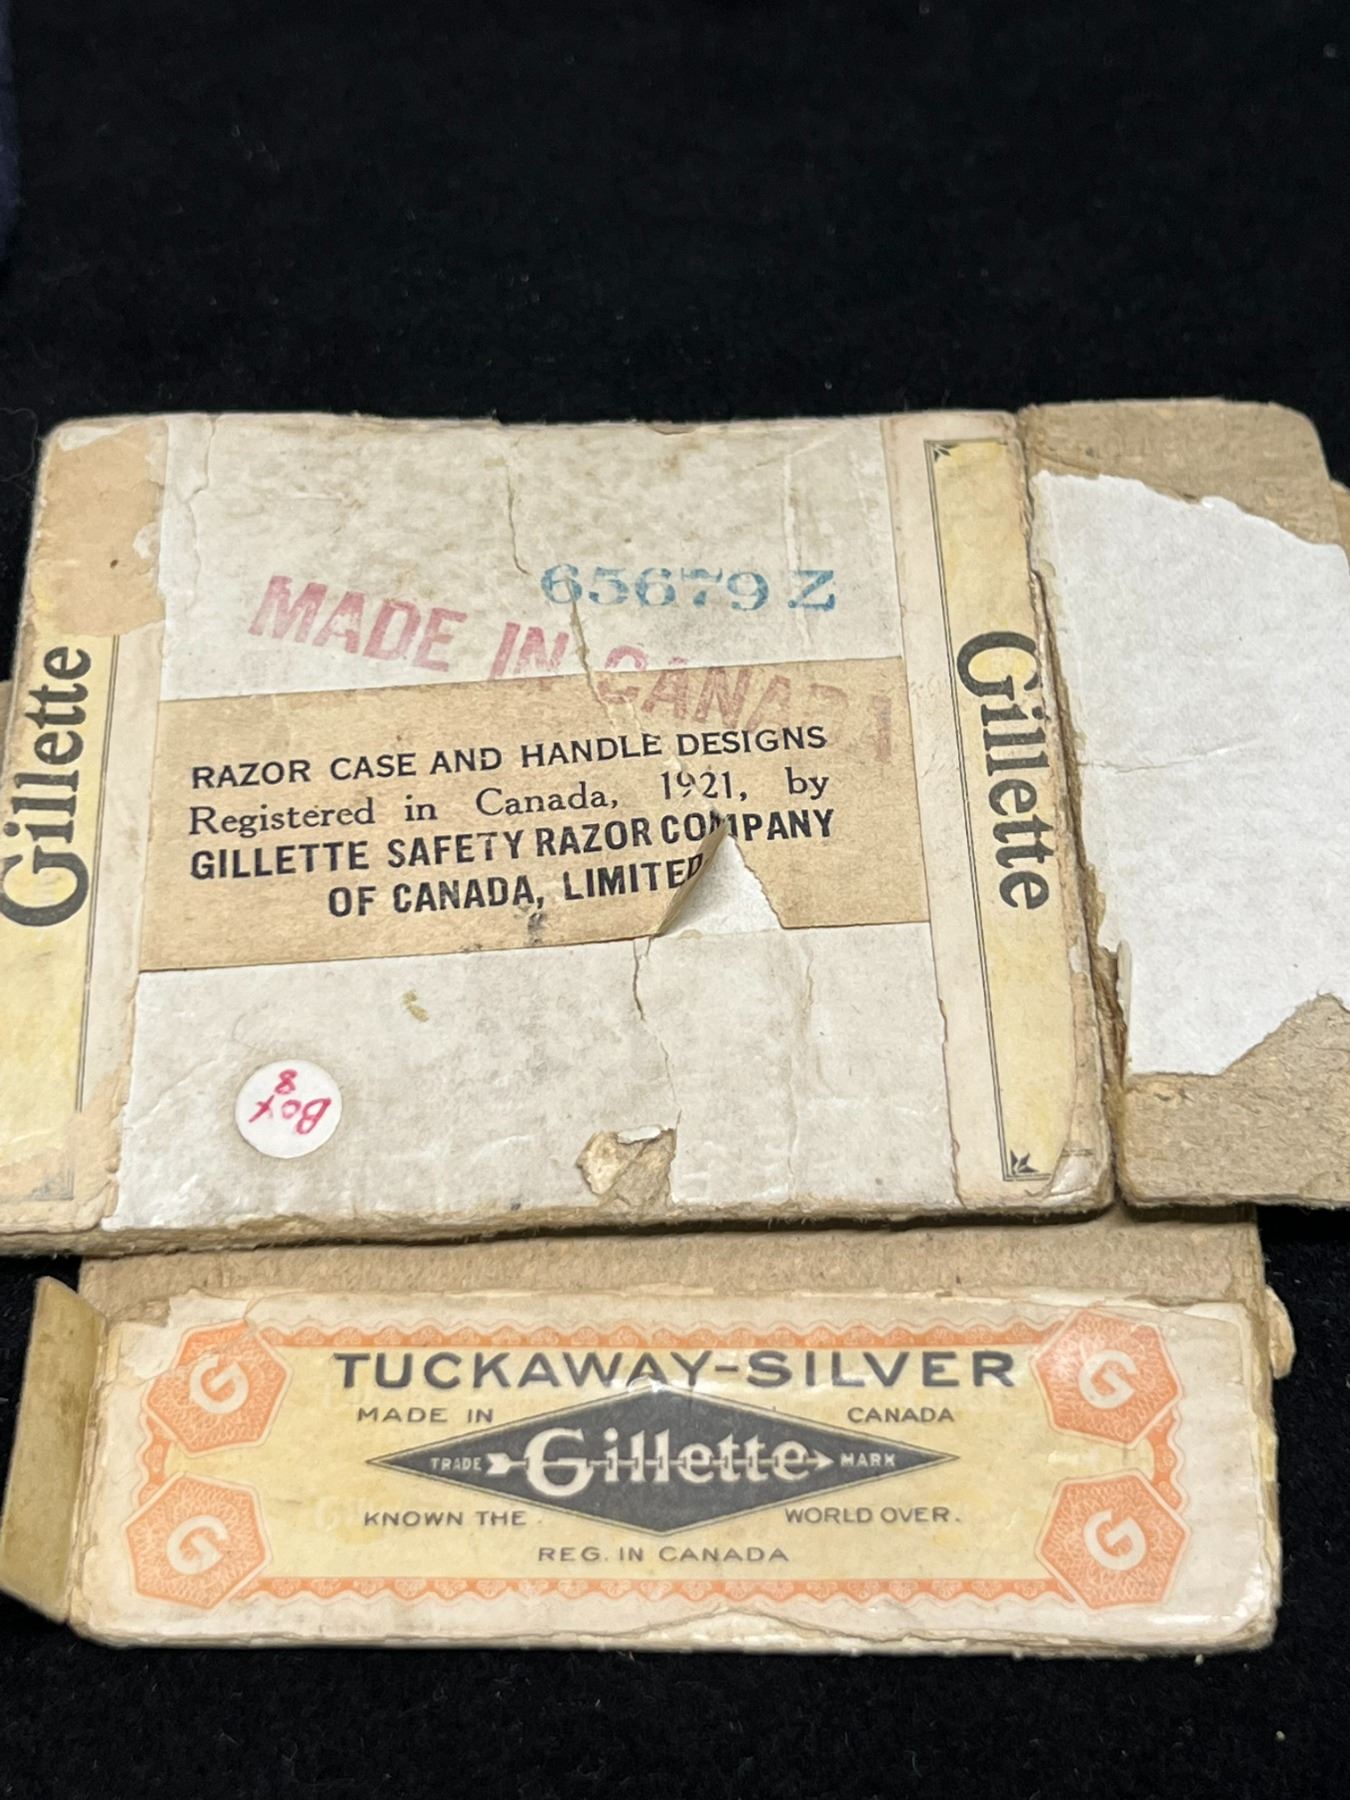 65679 Z
MADE IN CANADA
Gillette
Gillette
RAZOR CASE AND HANDLE DESIGNS
Registered in Canada, 1921, by
GILLETTE SAFETY RAZOR COMPANY
OF CANADA, LIMITED
Box
8
G
G
TUCKAWAY-SILVER
MADE IN CANADA
TRADE Gillette MARK
KNOWN THE WORLD OVER.
REG. IN CANADA
G
G